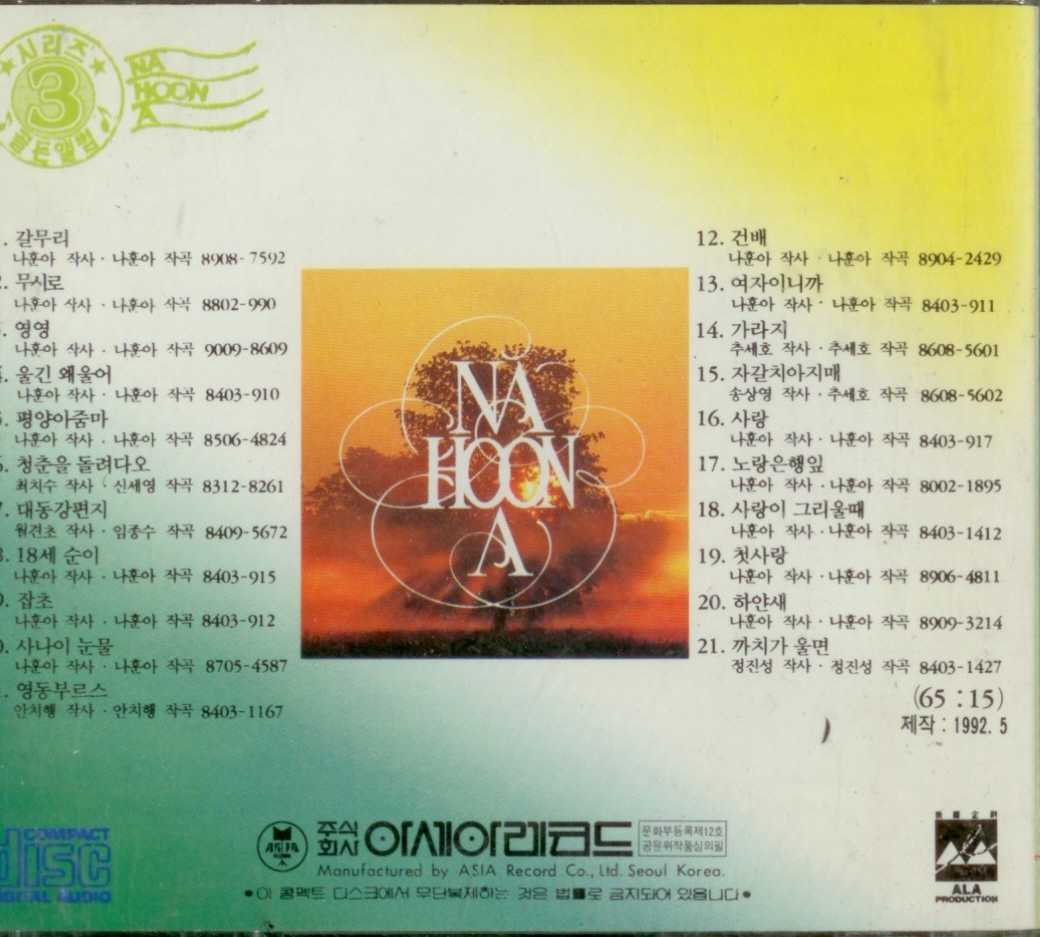 시리즈
3
골든앨범
NA
HOON
A
. 갈무리
나훈아 작사 · 나훈아 작곡 8908-7592
. 무시로
나훈아 작사 · 나훈아 작곡 8802-990
. 영영
나훈아 작사 · 나훈아 작곡 9009-8609
. 울긴 왜울어
나훈아 작사 · 나훈아 작곡 8403-910
. 평양아줌마
나훈아 작사 · 나훈아 작곡 8506-4824
. 청춘을 돌려다오
최치수 작사 · 신세영 작곡 8312-8261
. 대동강편지
월견초 작사 · 임종수 작곡 8409-5672
. 18세 순이
나훈아 작사 · 나훈아 작곡 8403-915
. 잡초
나훈아 작사 · 나훈아 작곡 8403-912
. 사나이 눈물
나훈아 작사 · 나훈아 작곡 8705-4587
. 영동부르스
안치행 작사 · 안치행 작곡 8403-1167
NA
HOON
A
12. 건배
나훈아 작사 · 나훈아 작곡 8904-2429
13. 여자이니까
나훈아 작사 · 나훈아 작곡 8403-911
14. 가라지
추세호 작사 · 추세호 작곡 8608-5601
15. 자갈치아지매
송상영 작사 · 추세호 작곡 8608-5602
16. 사랑
나훈아 작사 · 나훈아 작곡 8403-917
17. 노랑은행잎
나훈아 작사 · 나훈아 작곡 8002-1895
18. 사랑이 그리울때
나훈아 작사 · 나훈아 작곡 8403-1412
19. 첫사랑
나훈아 작사 · 나훈아 작곡 8906-4811
20. 하얀새
나훈아 작사 · 나훈아 작곡 8909-3214
21. 까치가 울면
정진성 작사 · 정진성 작곡 8403-1427
(65 : 15)
제작 : 1992. 5
COMPACT
disc
DIGITAL AUDIO
ASIA
주식회사 아세아레코드
문화부등록제12호
공윤위작품심의필
Manufactured by ASIA Record Co., Ltd. Seoul Korea.
• 이 콤팩트 디스크에서 무단복제하는 것은 법률로 금지되어 있읍니다 •
ALA
PRODUCTION